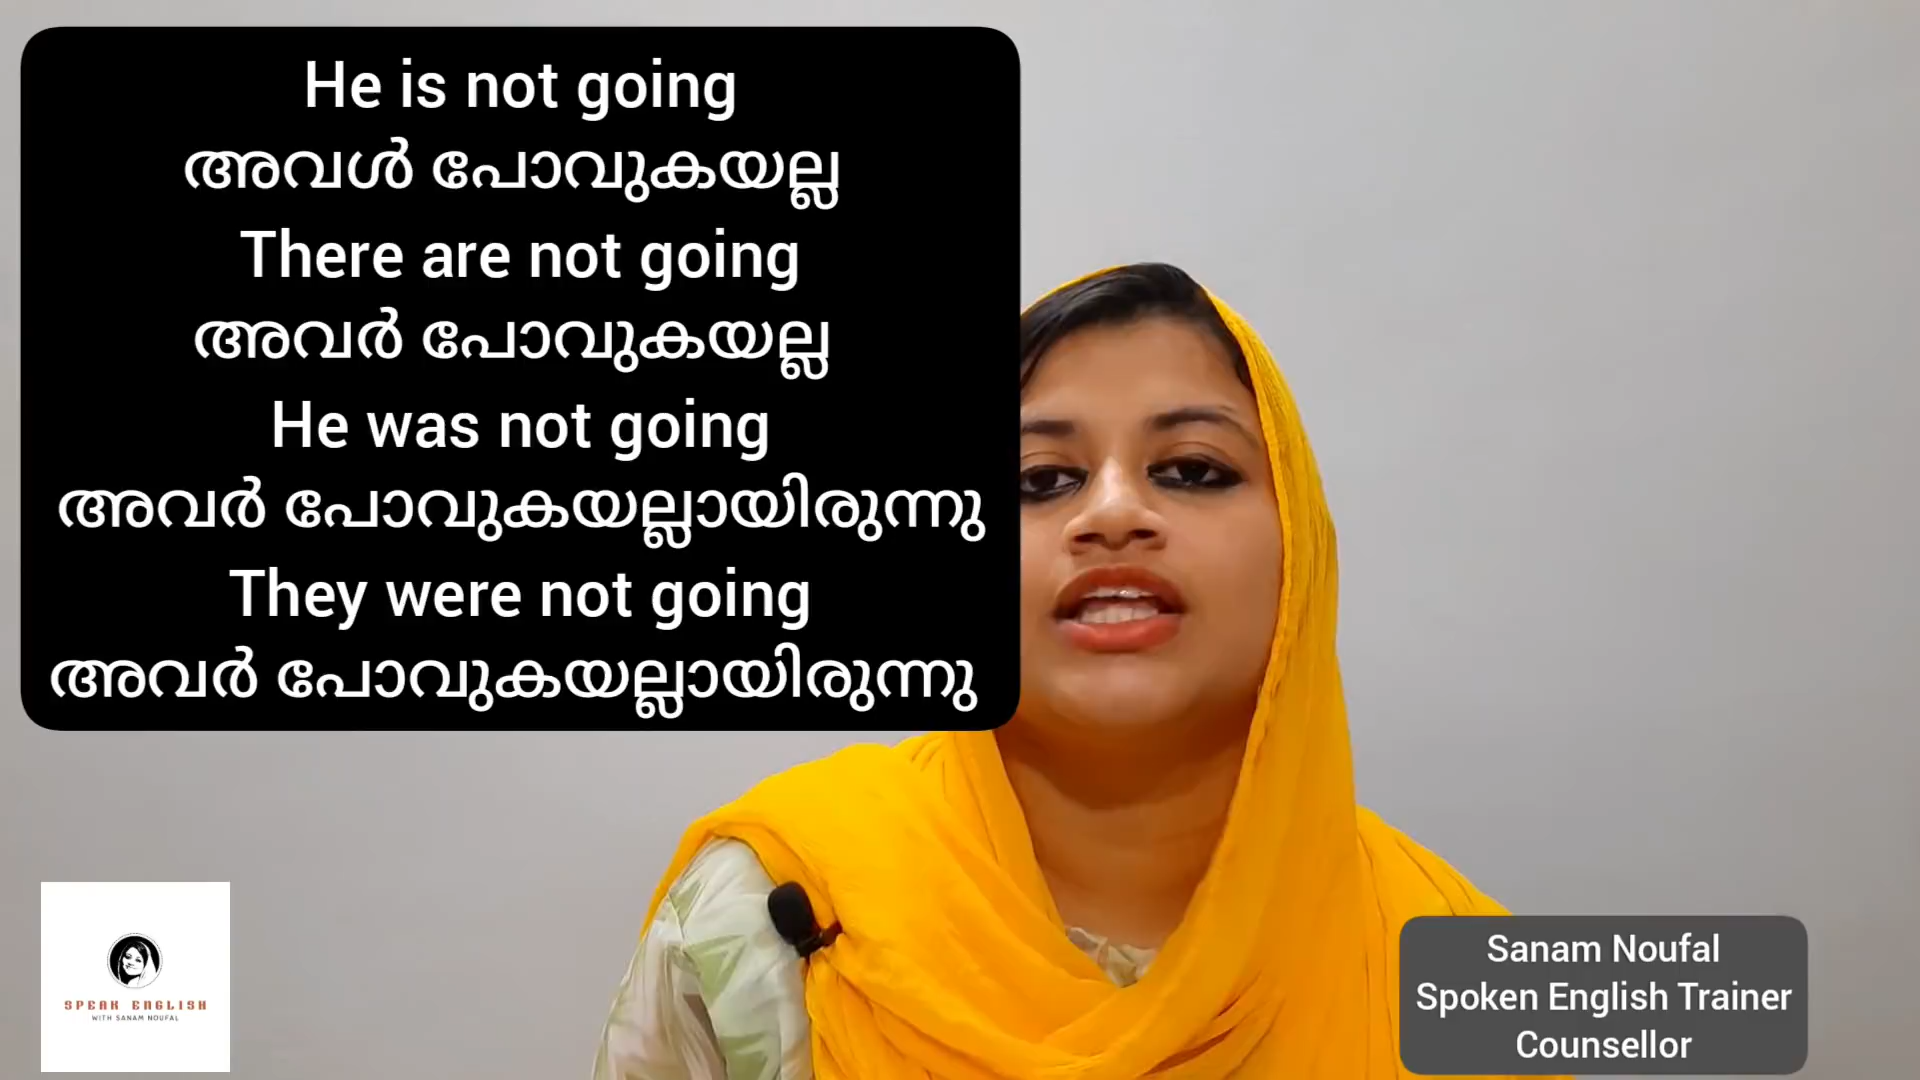 He is not going
അവൾ പോവുകയല്ല
There are not going
അവർ പോവുകയല്ല
He was not going
അവർ പോവുകയല്ലായിരുന്നു
They were not going
അവർ പോവുകയല്ലായിരുന്നു
SPEAK ENGLISH
WITH SANAM NOUFAL
Sanam Noufal
Spoken English Trainer
Counsellor